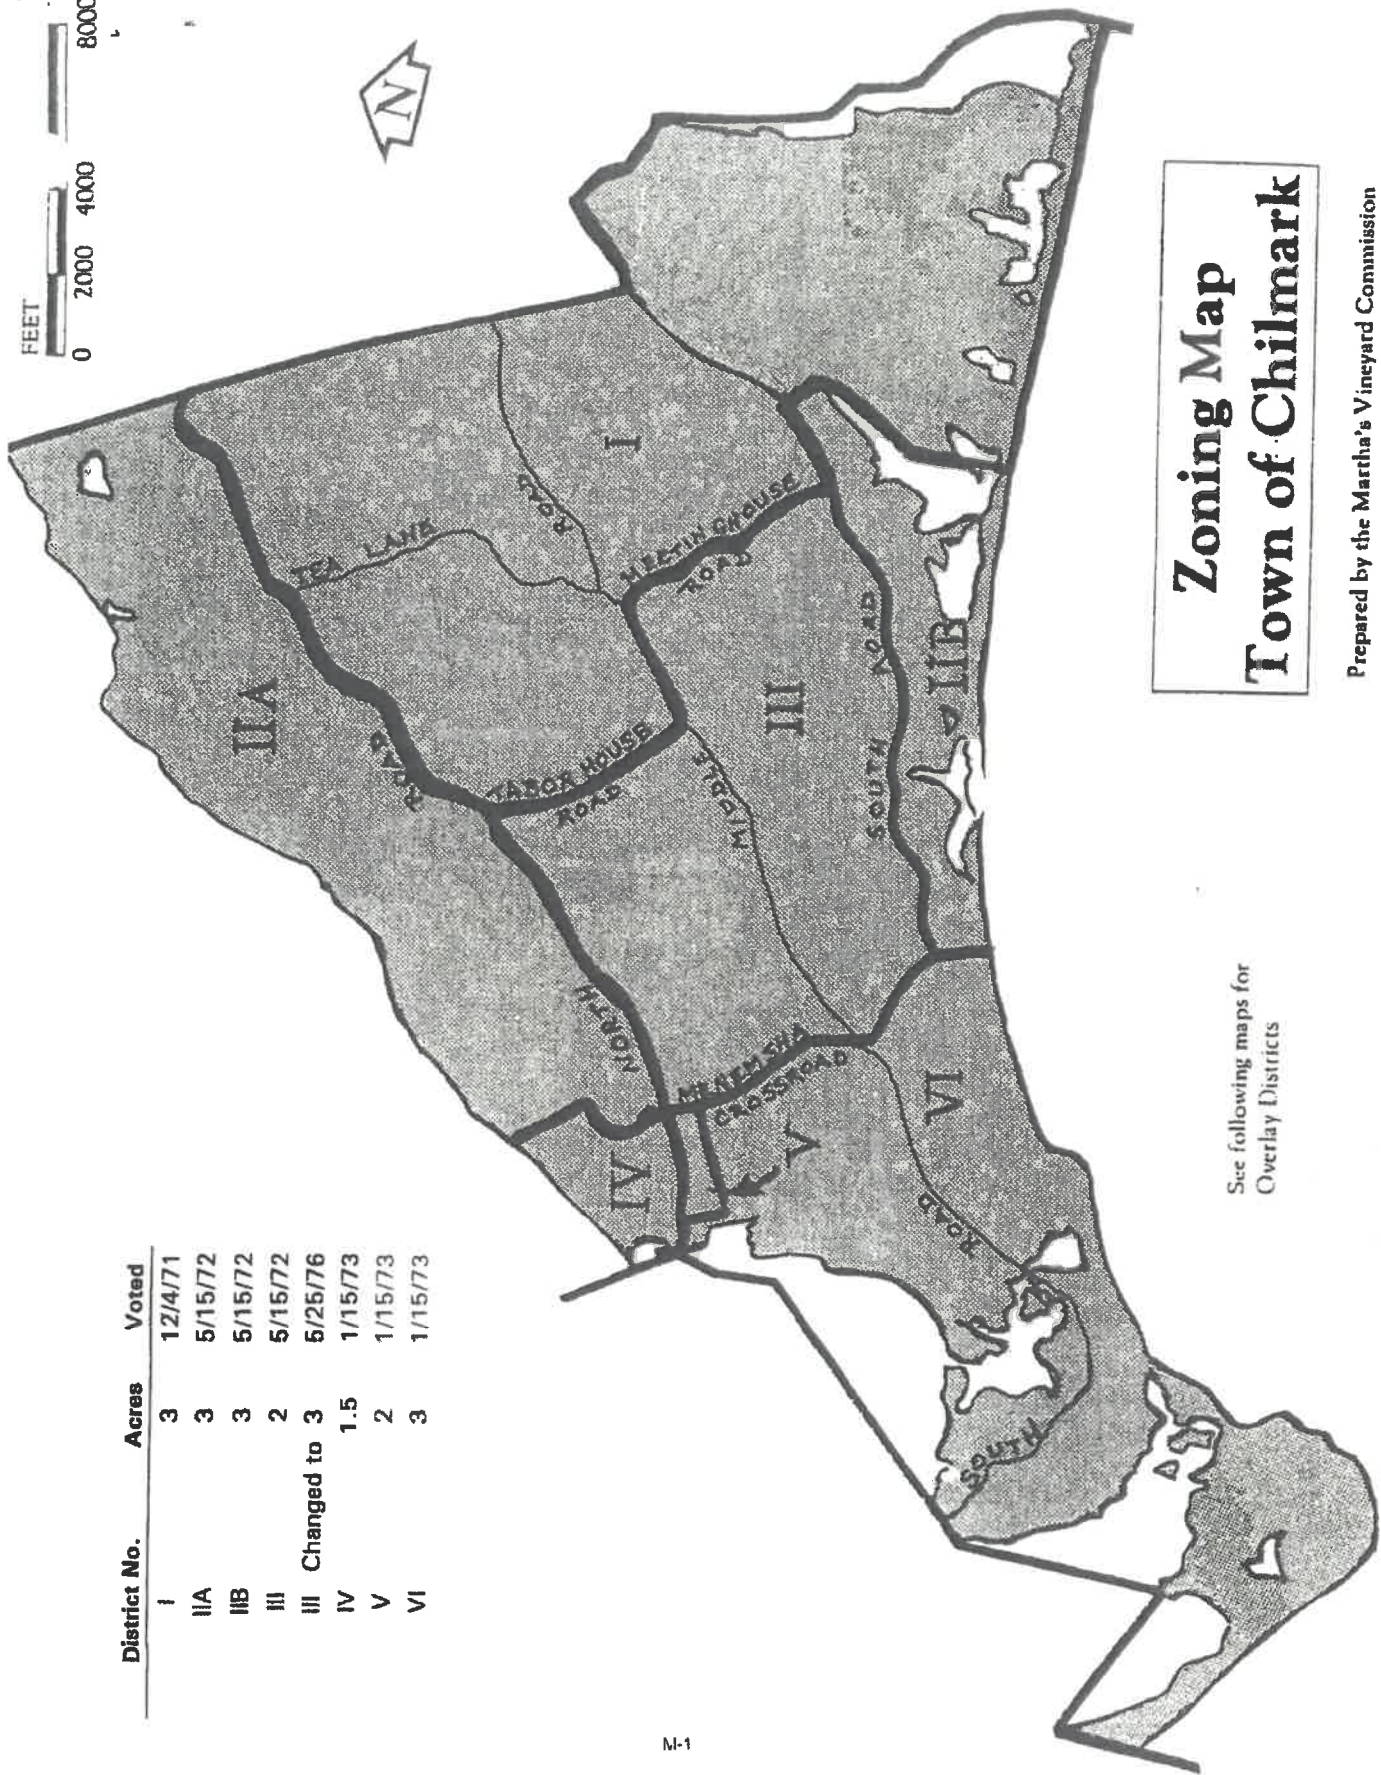 FEET
0 2000 4000 8000
N
District No. Acres Voted
I 3 12/4/71
IIA 3 5/15/72
IIB 3 5/15/72
III 2 5/15/72
III Changed to 3 5/25/76
IV 1.5 1/15/73
V 2 1/15/73
VI 3 1/15/73
IIA
TEA LANE
ROAD
I
ROAD
TABOR HOUSE
ROAD
MEETINGHOUSE
ROAD
III
MIDDLE
SOUTH ROAD
IIB
NORTH
MENEMSHA
CROSSROAD
IV
V
VI
ROAD
SOUTH
Zoning Map
Town of Chilmark
Prepared by the Martha's Vineyard Commission
See following maps for
Overlay Districts
M-1